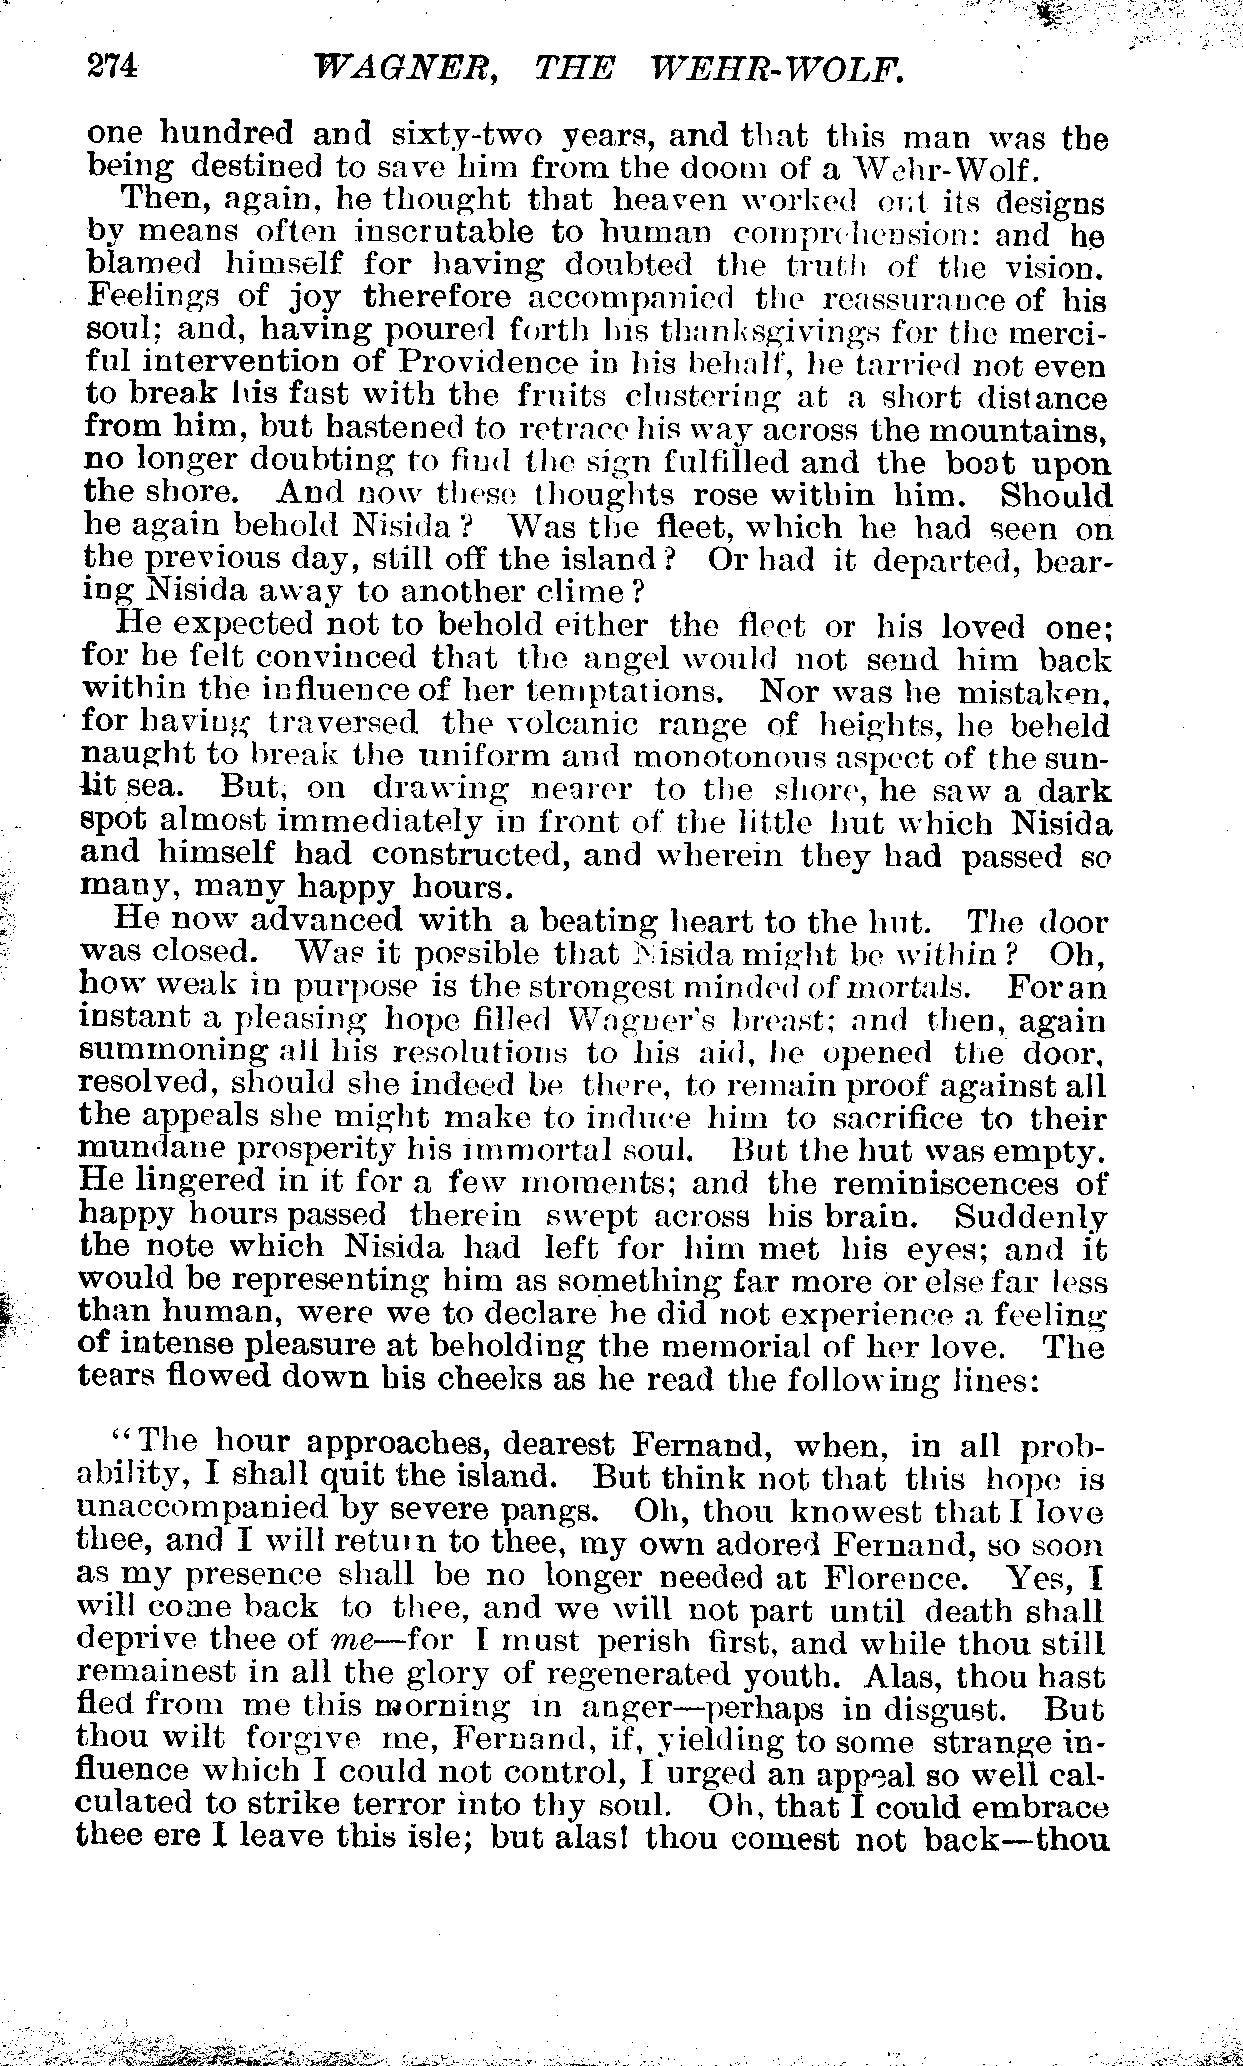 274 WAGNER, THE WEHR-WOLF.
one hundred and sixty-two years, and that this man was the
being destined to save him from the doom of a Wehr-Wolf.
Then, again, he thought that heaven worked out its designs
by means often inscrutable to human comprehension: and he
blamed himself for having doubted the truth of the vision.
Feelings of joy therefore accompanied the reassurance of his
soul; and, having poured forth his thanksgivings for the merci-
ful intervention of Providence in his behalf, he tarried not even
to break his fast with the fruits clustering at a short distance
from him, but hastened to retrace his way across the mountains,
no longer doubting to find the sign fulfilled and the boat upon
the shore. And now these thoughts rose within him. Should
he again behold Nisida? Was the fleet, which he had seen on
the previous day, still off the island? Or had it departed, bear-
ing Nisida away to another clime?
He expected not to behold either the fleet or his loved one;
for he felt convinced that the angel would not send him back
within the influence of her temptations. Nor was he mistaken,
for having traversed the volcanic range of heights, he beheld
naught to break the uniform and monotonous aspect of the sun-
lit sea. But, on drawing nearer to the shore, he saw a dark
spot almost immediately in front of the little hut which Nisida
and himself had constructed, and wherein they had passed so
many, many happy hours.
He now advanced with a beating heart to the hut. The door
was closed. Was it possible that Nisida might be within? Oh,
how weak in purpose is the strongest minded of mortals. For an
instant a pleasing hope filled Wagner's breast; and then, again
summoning all his resolutions to his aid, he opened the door,
resolved, should she indeed be there, to remain proof against all
the appeals she might make to induce him to sacrifice to their
mundane prosperity his immortal soul. But the hut was empty.
He lingered in it for a few moments; and the reminiscences of
happy hours passed therein swept across his brain. Suddenly
the note which Nisida had left for him met his eyes; and it
would be representing him as something far more or else far less
than human, were we to declare he did not experience a feeling
of intense pleasure at beholding the memorial of her love. The
tears flowed down his cheeks as he read the following lines:
"The hour approaches, dearest Fernand, when, in all prob-
ability, I shall quit the island. But think not that this hope is
unaccompanied by severe pangs. Oh, thou knowest that I love
thee, and I will return to thee, my own adored Fernand, so soon
as my presence shall be no longer needed at Florence. Yes, I
will come back to thee, and we will not part until death shall
deprive thee of me—for I must perish first, and while thou still
remainest in all the glory of regenerated youth. Alas, thou hast
fled from me this morning in anger—perhaps in disgust. But
thou wilt forgive me, Fernand, if, yielding to some strange in-
fluence which I could not control, I urged an appeal so well cal-
culated to strike terror into thy soul. Oh, that I could embrace
thee ere I leave this isle; but alas! thou comest not back—thou